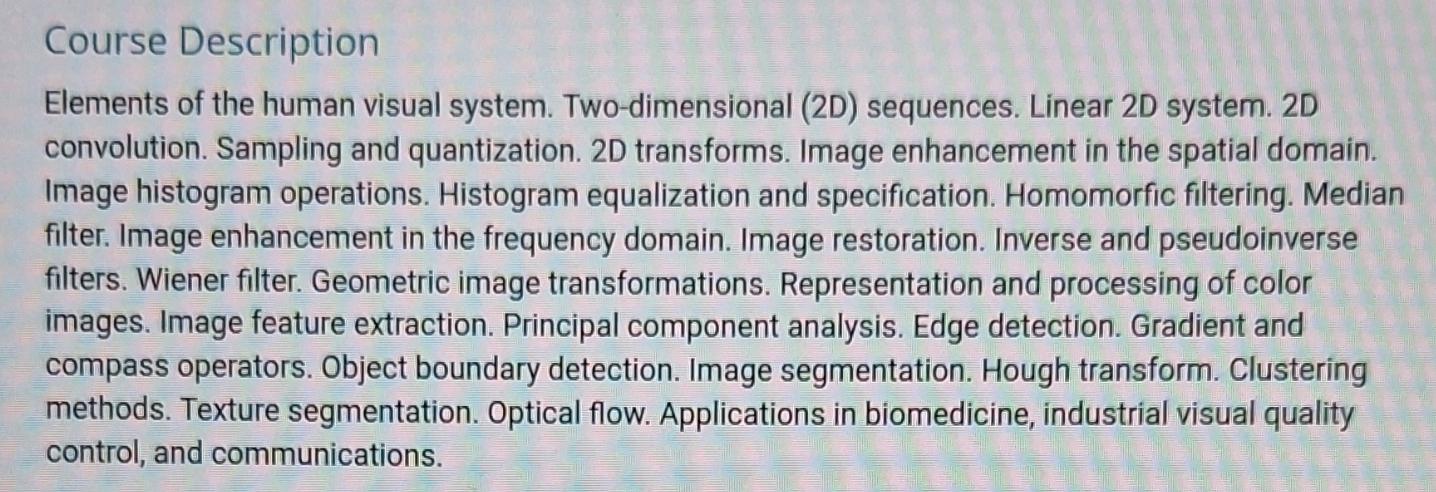 Course Description
Elements of the human visual system. Two-dimensional (2D) sequences. Linear 2D system. 2D
convolution. Sampling and quantization. 2D transforms. Image enhancement in the spatial domain.
Image histogram operations. Histogram equalization and specification. Homomorfic filtering. Median
filter. Image enhancement in the frequency domain. Image restoration. Inverse and pseudoinverse
filters. Wiener filter. Geometric image transformations. Representation and processing of color
images. Image feature extraction. Principal component analysis. Edge detection. Gradient and
compass operators. Object boundary detection. Image segmentation. Hough transform. Clustering
methods. Texture segmentation. Optical flow. Applications in biomedicine, industrial visual quality
control, and communications.